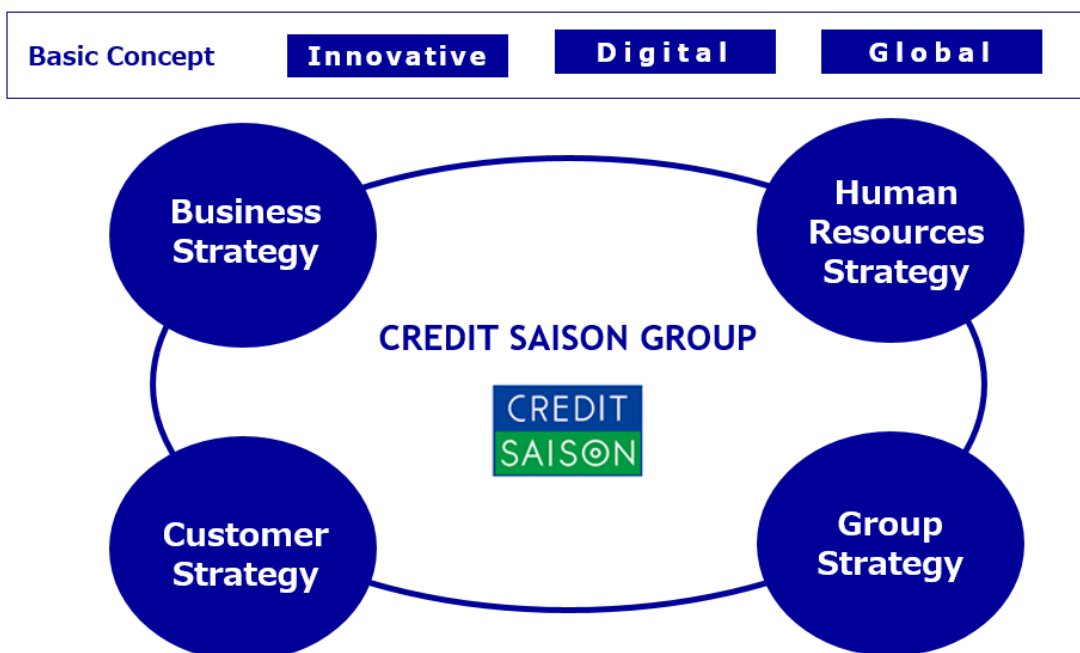 Basic Concept
Innovative
Digital
Global
Business
Strategy
Human
Resources
Strategy
CREDIT SAISON GROUP
CREDIT
SAISON
Customer
Strategy
Group
Strategy